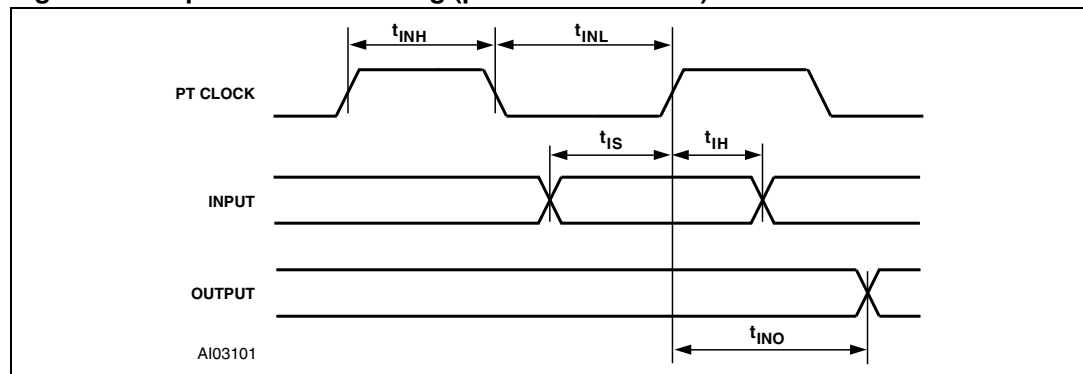 tINH tINL
PT CLOCK
tIS tIH
INPUT
OUTPUT
tINO
AI03101